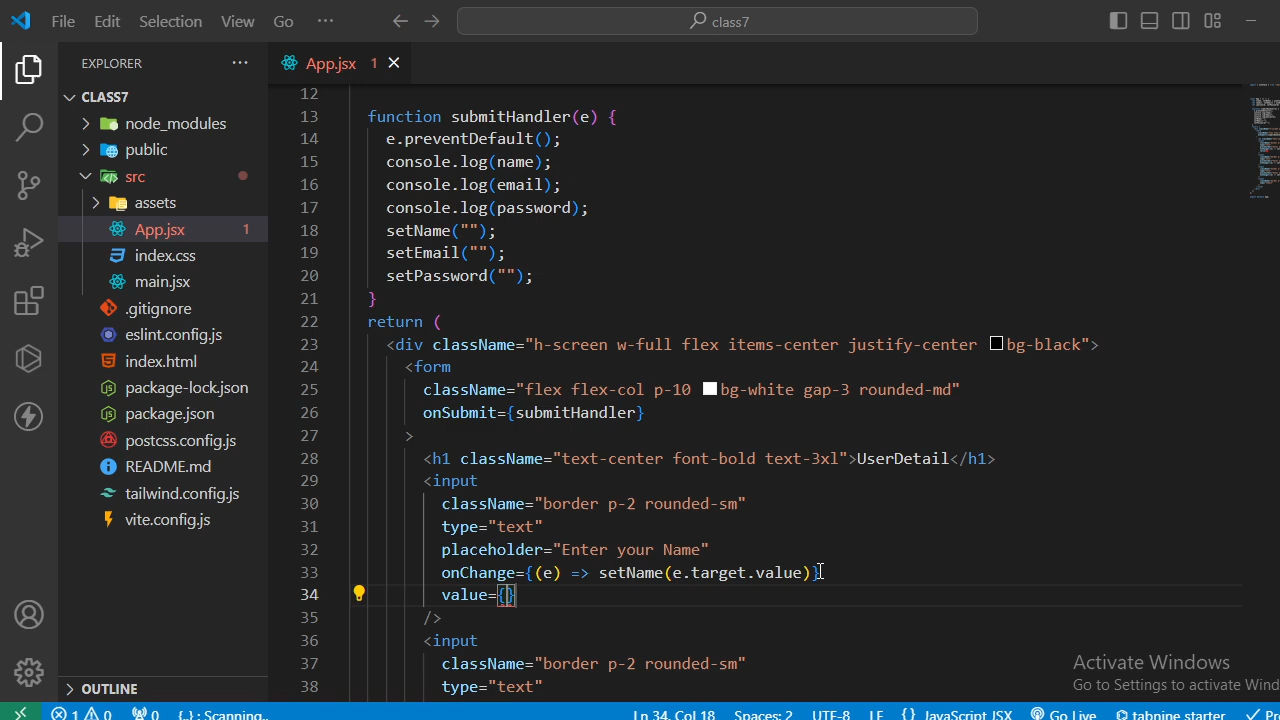 File Edit Selection View Go ··· class7
EXPLORER ···
App.jsx 1
CLASS7
node_modules
public
src
assets
App.jsx 1
index.css
main.jsx
.gitignore
eslint.config.js
index.html
package-lock.json
package.json
postcss.config.js
README.md
tailwind.config.js
vite.config.js
OUTLINE
12
13 function submitHandler(e) {
14 e.preventDefault();
15 console.log(name);
16 console.log(email);
17 console.log(password);
18 setName("");
19 setEmail("");
20 setPassword("");
21 }
22 return (
23 <div className="h-screen w-full flex items-center justify-center bg-black">
24 <form
25 className="flex flex-col p-10 bg-white gap-3 rounded-md"
26 onSubmit={submitHandler}
27 >
28 <h1 className="text-center font-bold text-3xl">UserDetail</h1>
29 <input
30 className="border p-2 rounded-sm"
31 type="text"
32 placeholder="Enter your Name"
33 onChange={(e) => setName(e.target.value)}
34 value={}
35 />
36 <input
37 className="border p-2 rounded-sm"
38 type="text"
Activate Windows
Go to Settings to activate Wind
1 0 0 {..} : Scanning.. Ln 34, Col 18 Spaces: 2 UTF-8 LF {} JavaScript JSX Go Live tabnine starter